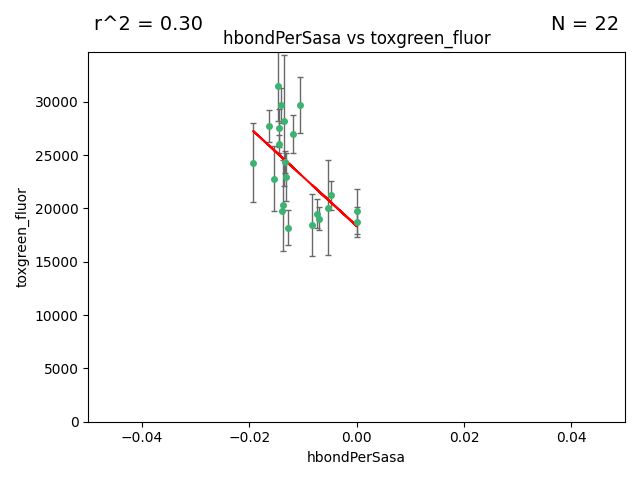 r^2 = 0.30
N = 22
hbondPerSasa vs toxgreen_fluor
30000
25000
20000
15000
10000
5000
0
toxgreen_fluor
−0.04
−0.02
0.00
0.02
0.04
hbondPerSasa